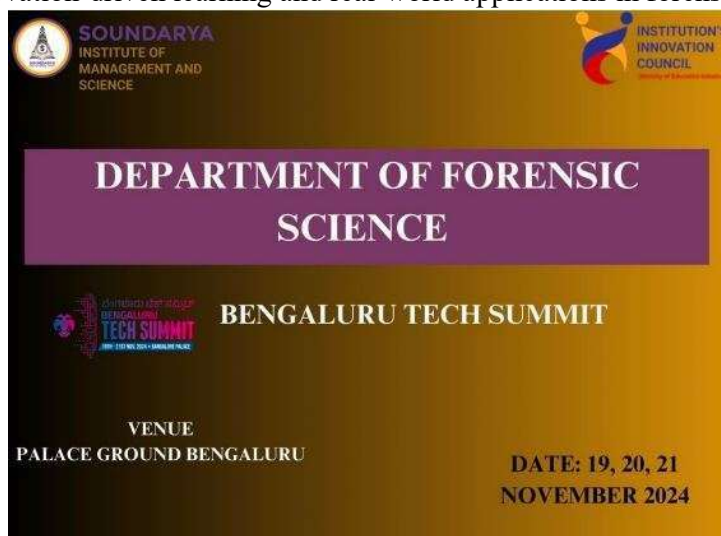 SOUNDARYA
INSTITUTE OF
MANAGEMENT AND
SCIENCE
INSTITUTION'S
INNOVATION
COUNCIL
DEPARTMENT OF FORENSIC
SCIENCE
BENGALURU
TECH SUMMIT
BENGALURU TECH SUMMIT
VENUE
PALACE GROUND BENGALURU
DATE: 19, 20, 21
NOVEMBER 2024